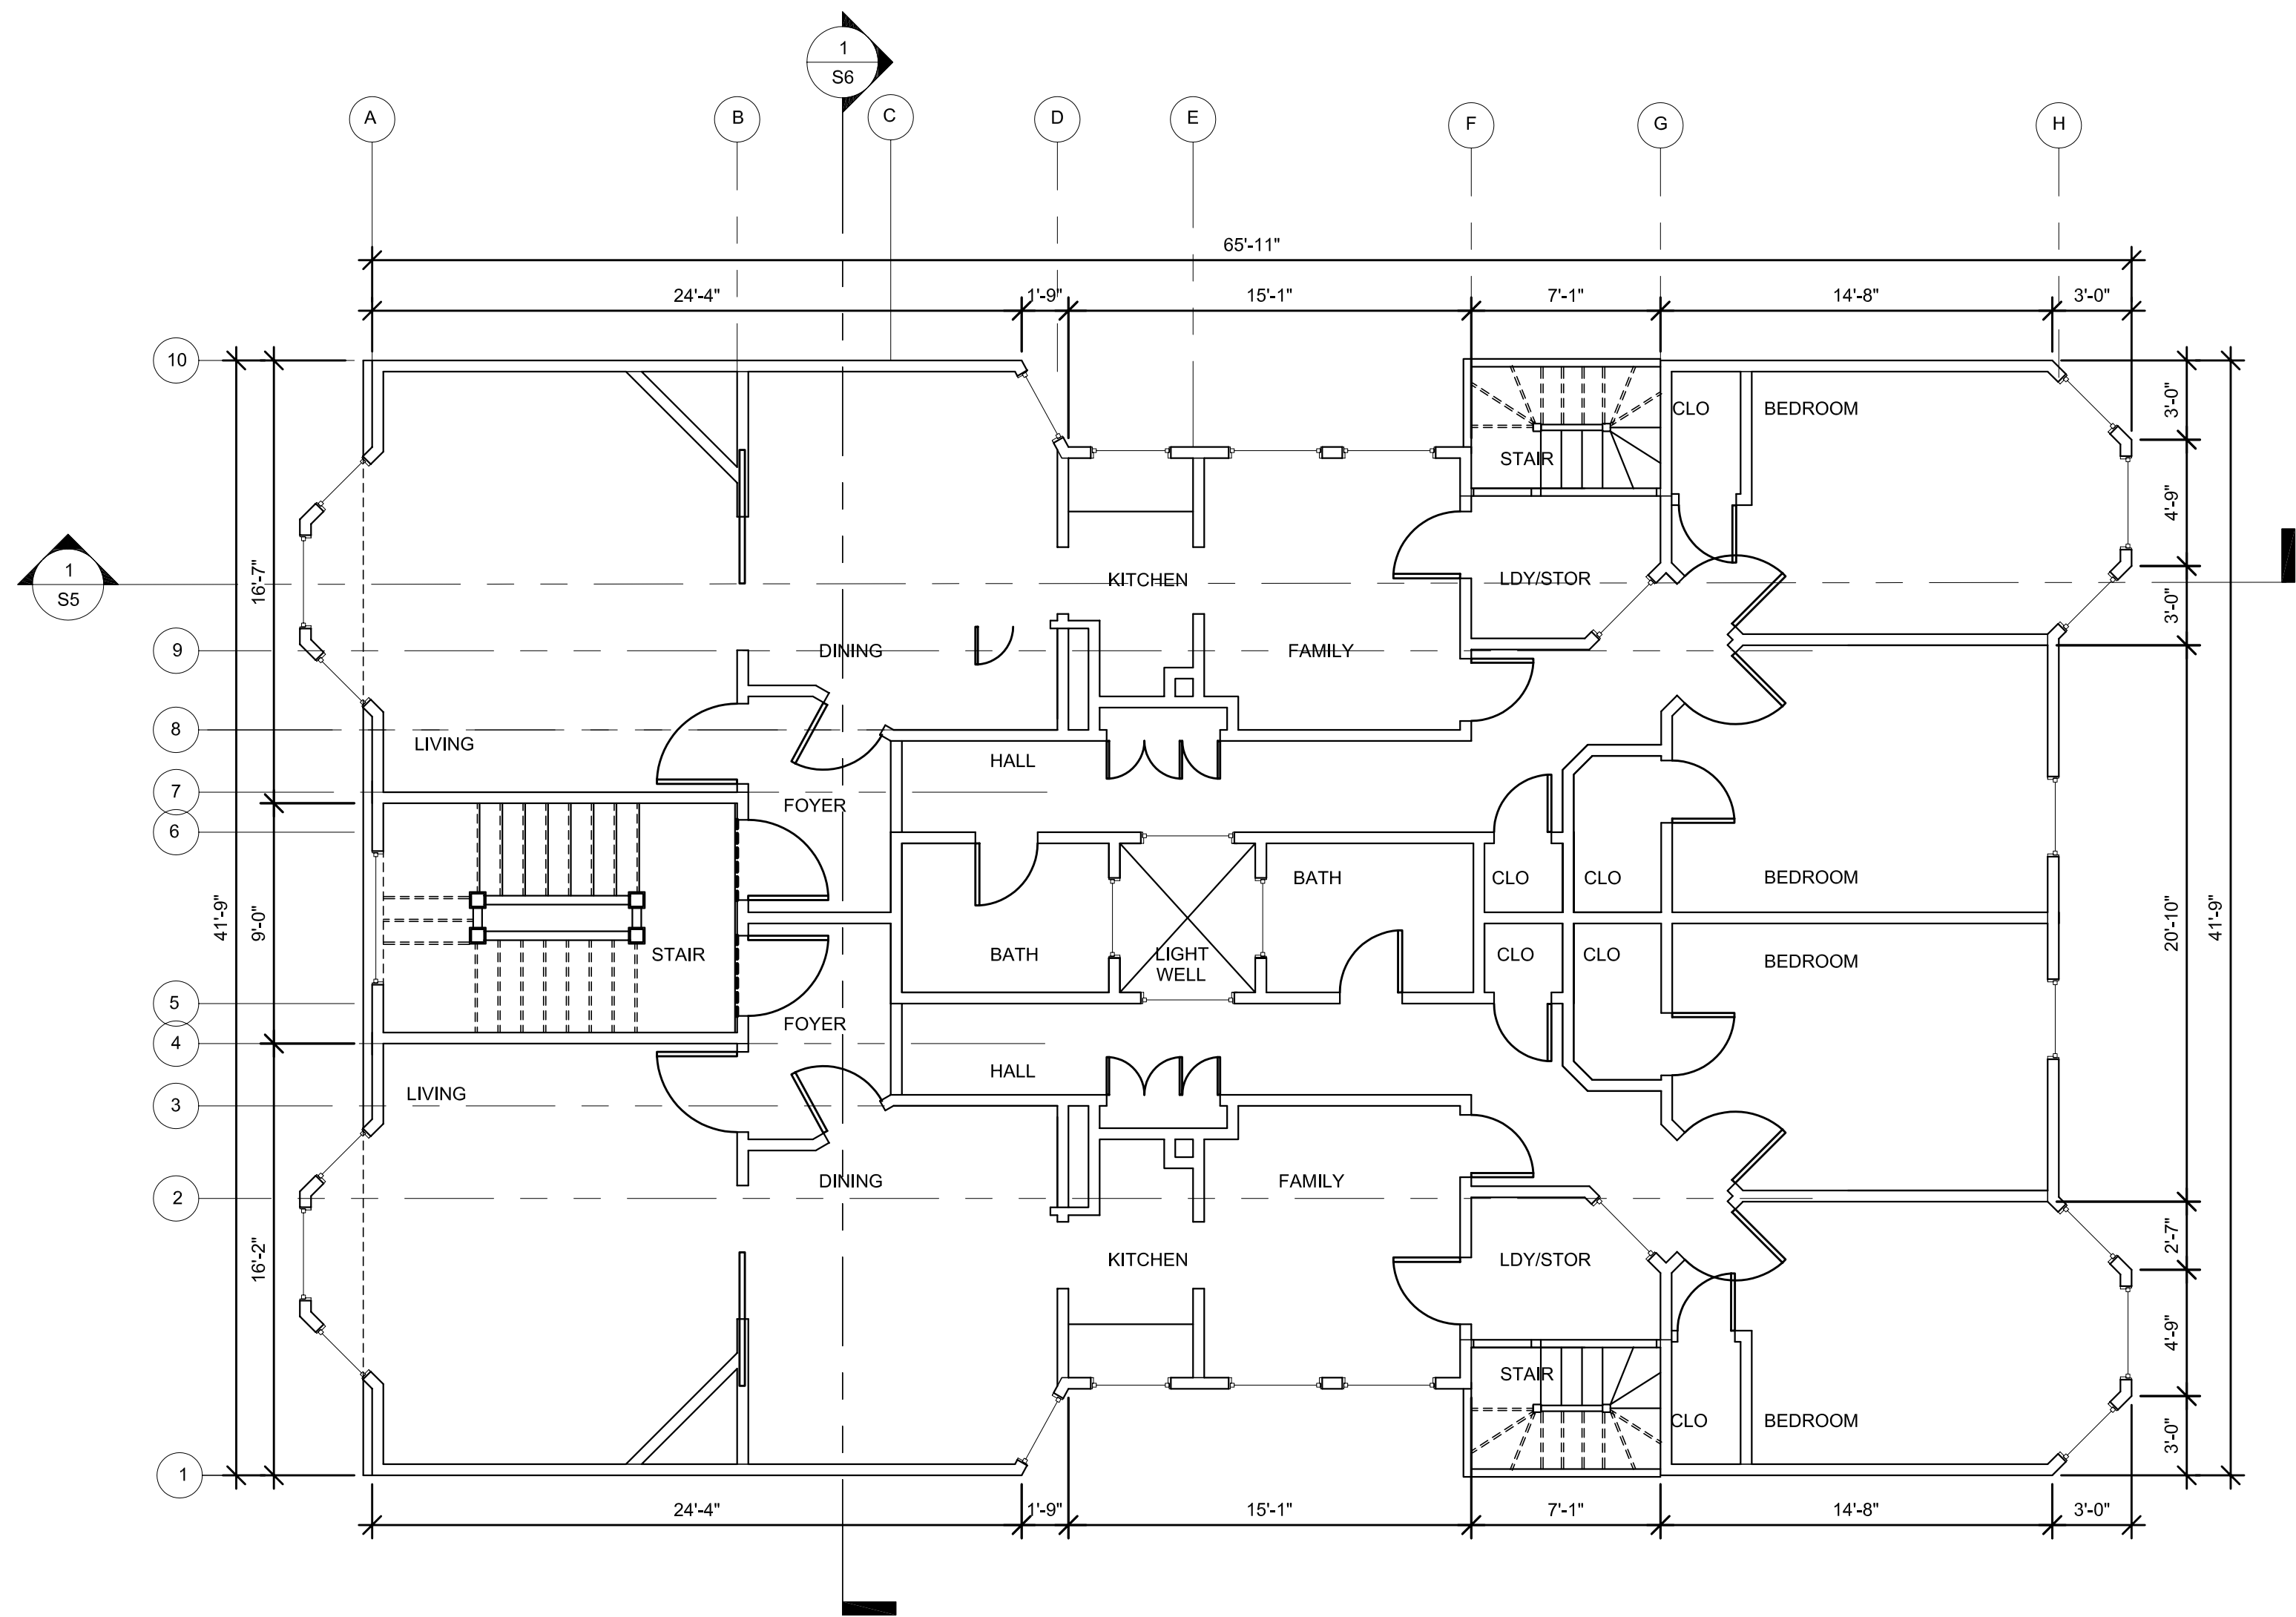 1
S6
A
B
C
D
E
F
G
H
65'-11"
24'-4"
1'-9"
15'-1"
7'-1"
14'-8"
3'-0"
10
CLO
BEDROOM
3'-0"
STAIR
4'-9"
1
S5
16'-7"
KITCHEN
LDY/STOR
3'-0"
9
DINING
FAMILY
8
LIVING
HALL
7
FOYER
6
BATH
CLO
CLO
BEDROOM
41'-9"
9'-0"
20'-10"
41'-9"
STAIR
BATH
LIGHT
WELL
CLO
CLO
BEDROOM
5
FOYER
4
HALL
LIVING
3
2
DINING
FAMILY
16'-2"
KITCHEN
LDY/STOR
2'-7"
4'-9"
STAIR
CLO
BEDROOM
3'-0"
1
24'-4"
1'-9"
15'-1"
7'-1"
14'-8"
3'-0"